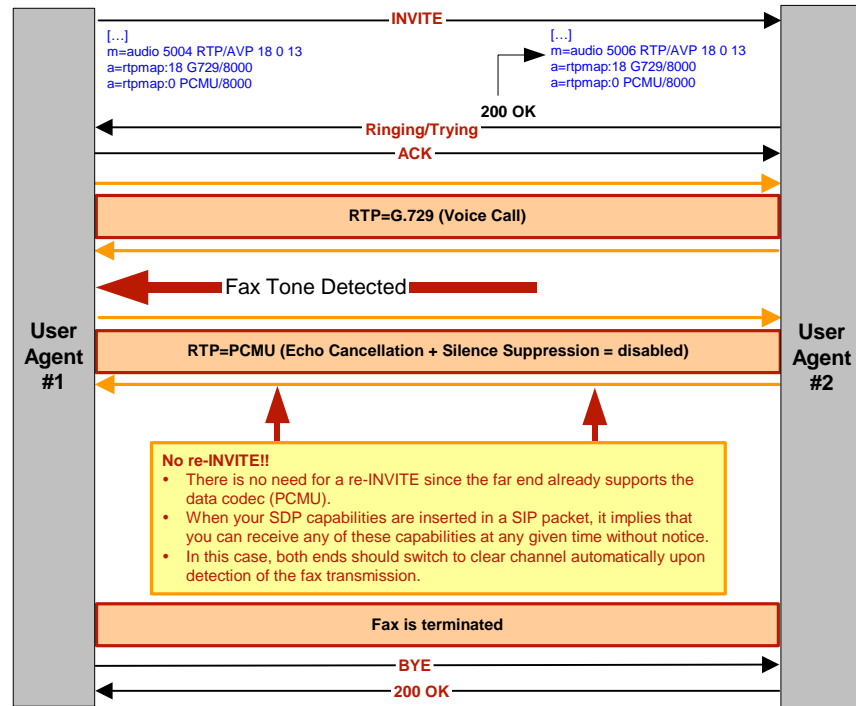 INVITE
[...]
m=audio 5004 RTP/AVP 18 0 13
a=rtpmap:18 G729/8000
a=rtpmap:0 PCMU/8000
[...]
m=audio 5006 RTP/AVP 18 0 13
a=rtpmap:18 G729/8000
a=rtpmap:0 PCMU/8000
200 OK
Ringing/Trying
ACK
RTP=G.729 (Voice Call)
Fax Tone Detected
User
Agent
#1
RTP=PCMU (Echo Cancellation + Silence Suppression = disabled)
User
Agent
#2
No re-INVITE!!
• There is no need for a re-INVITE since the far end already supports the
data codec (PCMU).
• When your SDP capabilities are inserted in a SIP packet, it implies that
you can receive any of these capabilities at any given time without notice.
• In this case, both ends should switch to clear channel automatically upon
detection of the fax transmission.
Fax is terminated
BYE
200 OK